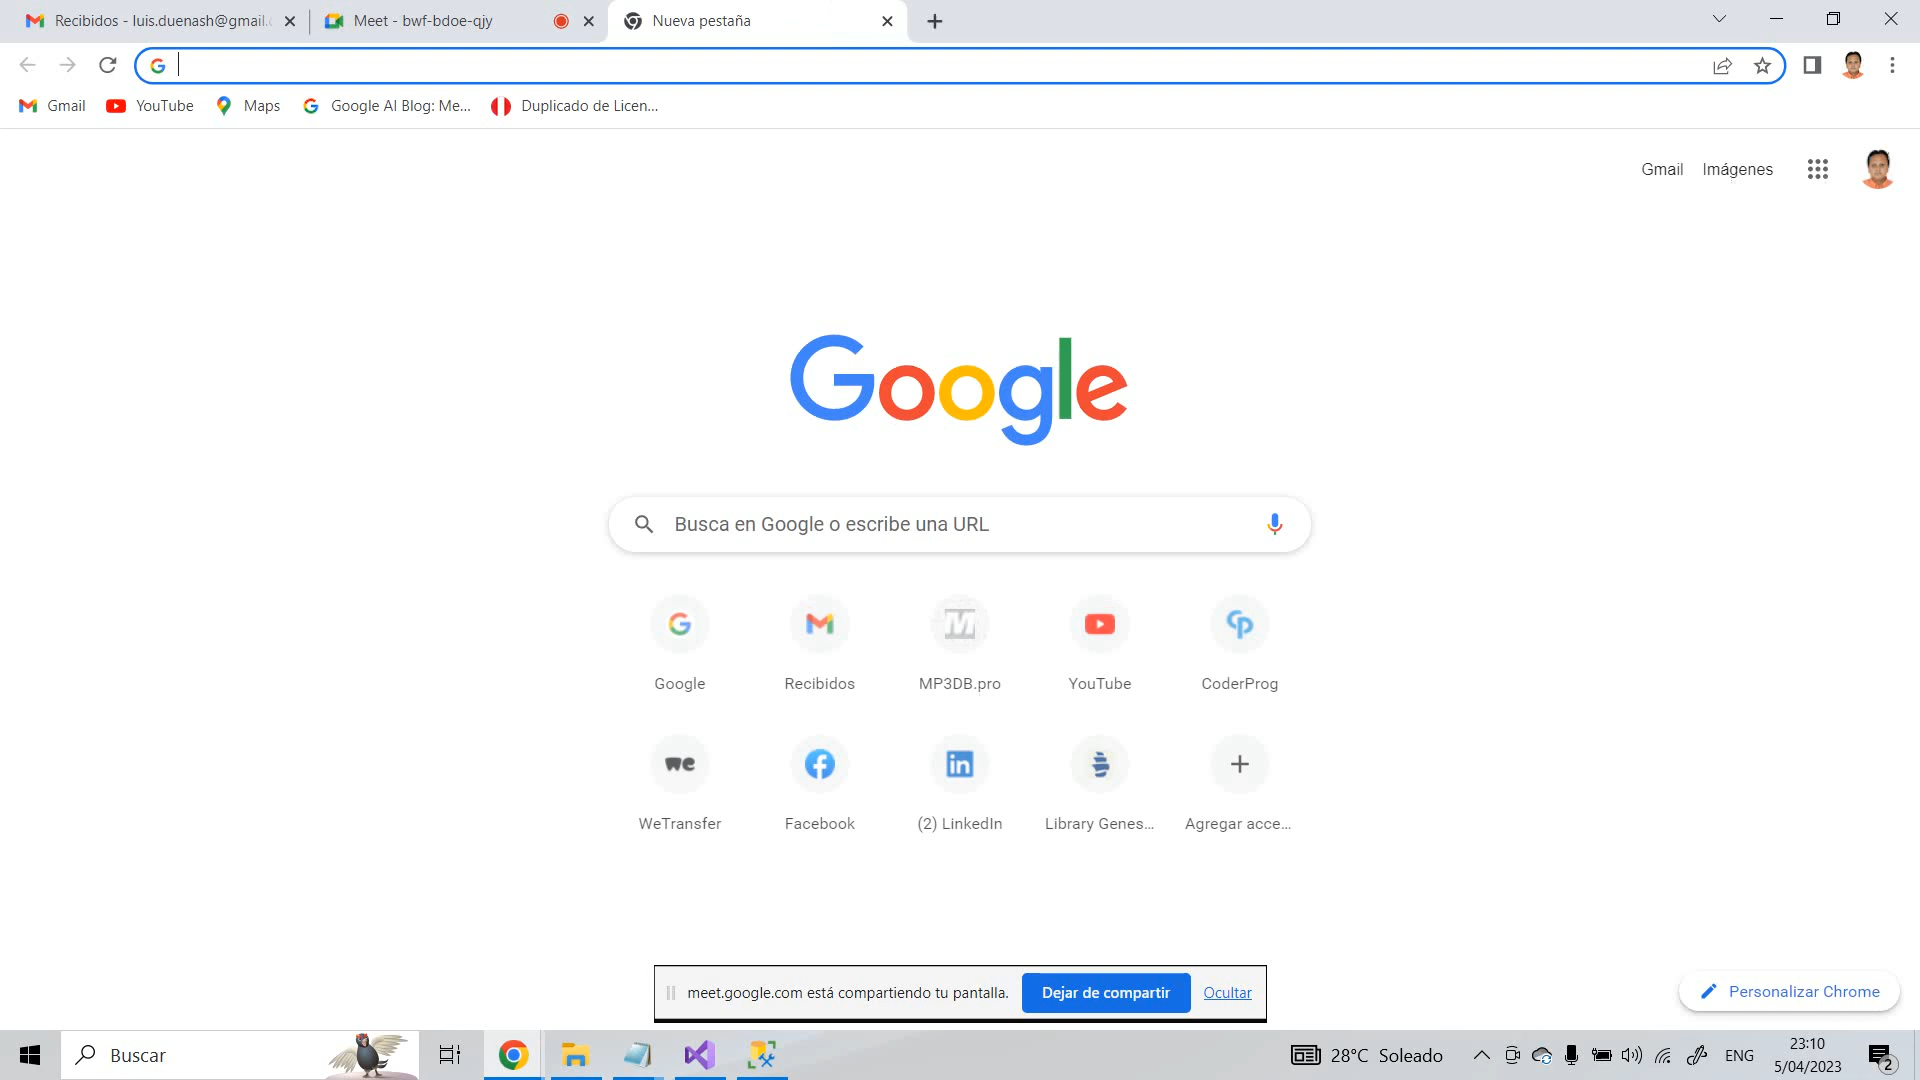 Recibidos - luis.duenash@gmail.c
Meet - bwf-bdoe-qjy
Nueva pestaña
Gmail
YouTube
Maps
Google AI Blog: Me...
Duplicado de Licen...
Gmail
Imágenes
Google
Busca en Google o escribe una URL
Google
Recibidos
MP3DB.pro
YouTube
CoderProg
WeTransfer
Facebook
(2) LinkedIn
Library Genes...
Agregar acce...
meet.google.com está compartiendo tu pantalla.
Dejar de compartir
Ocultar
Personalizar Chrome
Buscar
28°C Soleado
ENG
23:10
5/04/2023
2